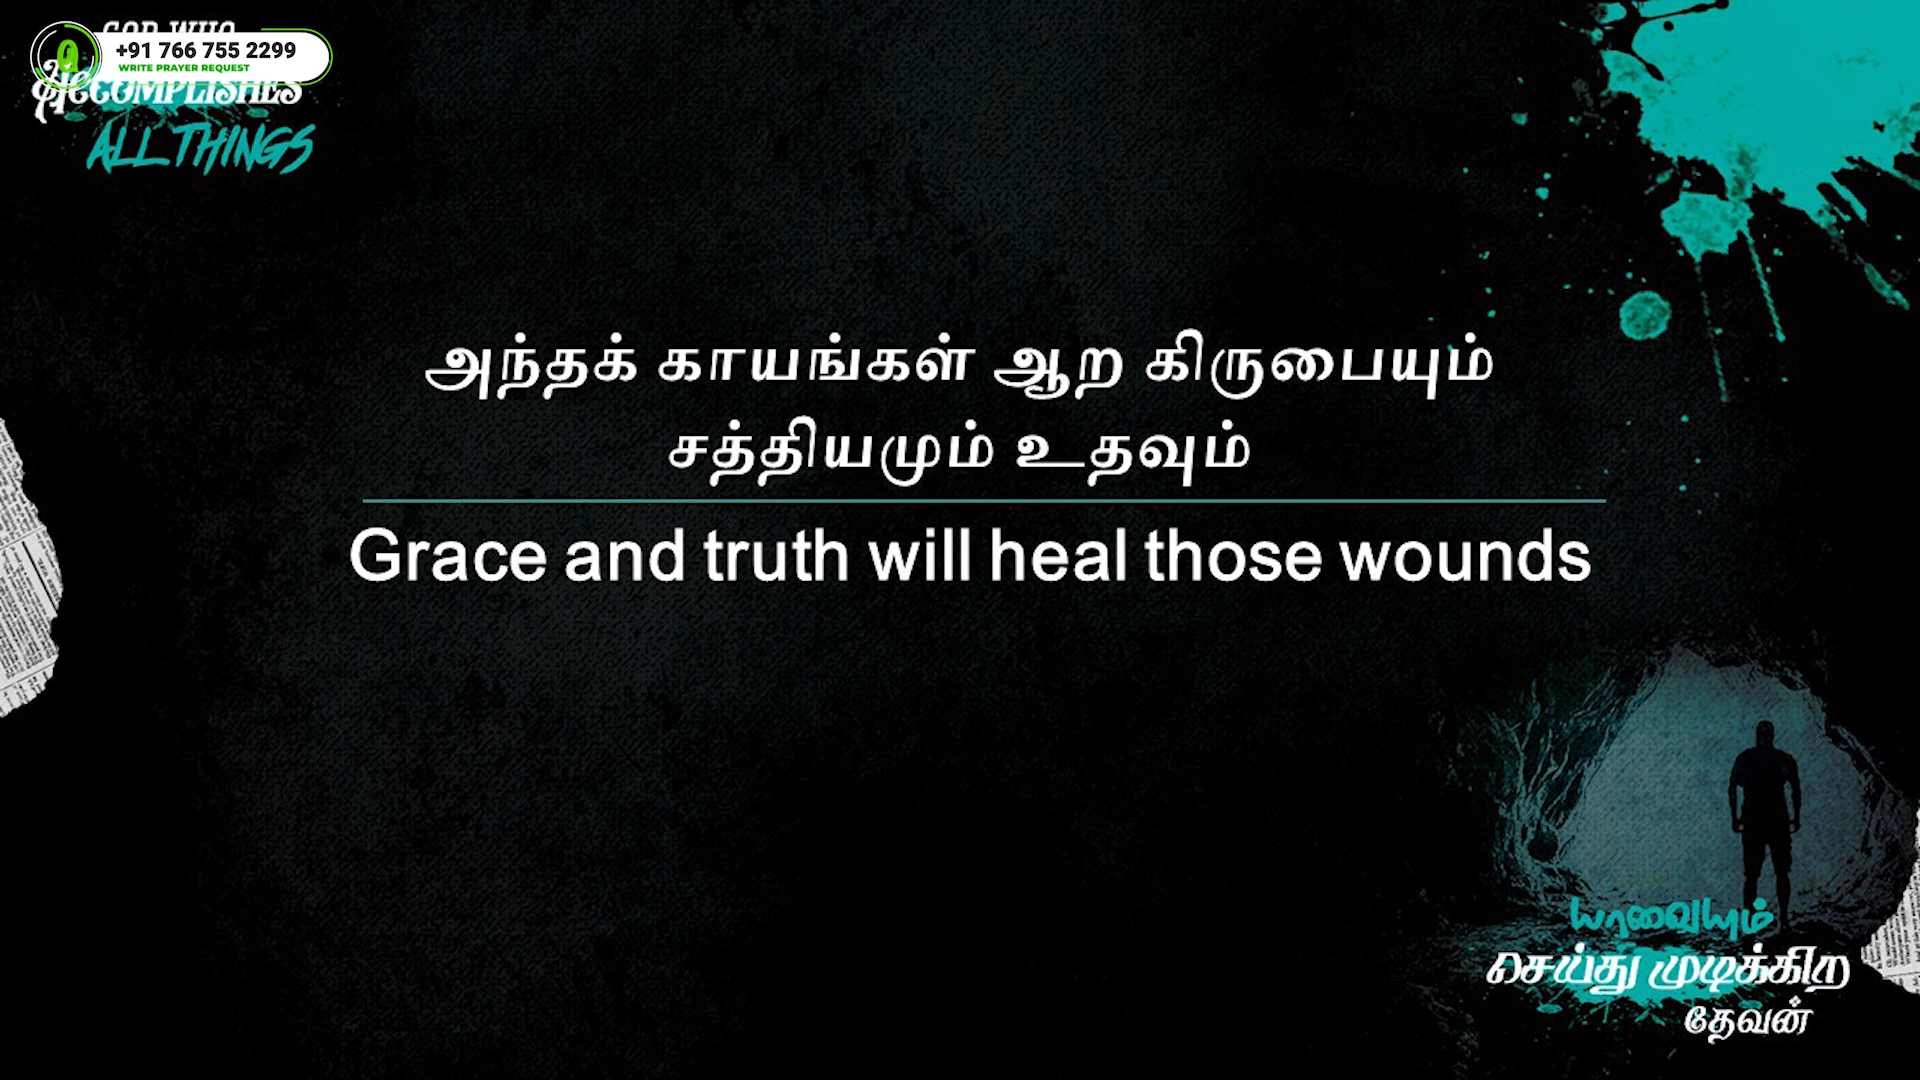 GOD WHO
+91 766 755 2299
WRITE PRAYER REQUEST
ACCOMPLISHES
ALL THINGS
அந்தக் காயங்கள் ஆற கிருபையும்
சத்தியமும் உதவும்
Grace and truth will heal those wounds
யாவையும்
செய்து முடிக்கிற
தேவன்